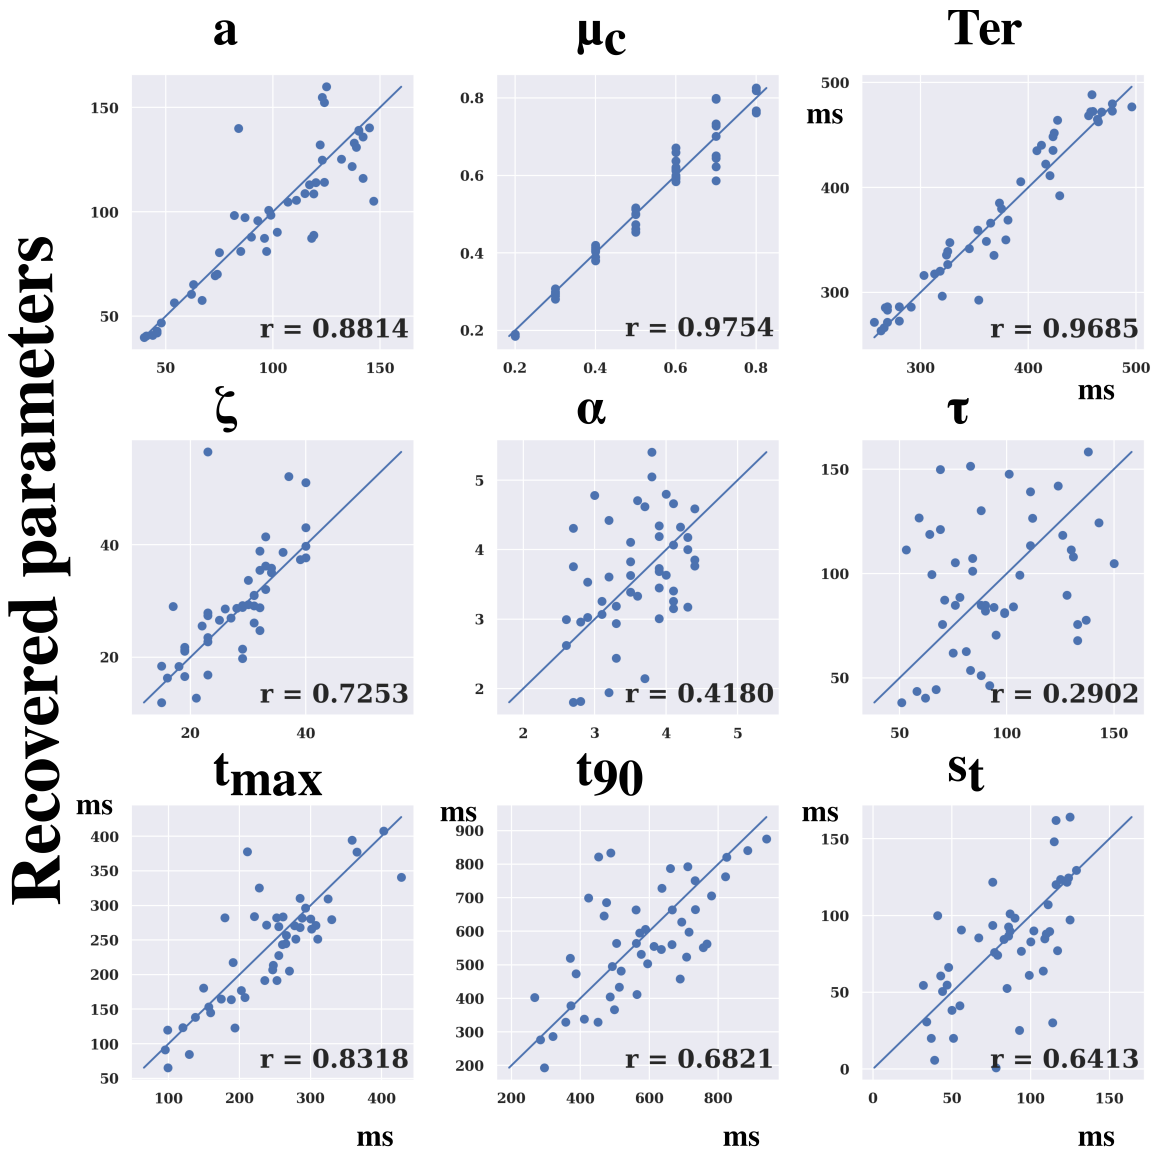 a
μc
Ter
150
100
50
r = 0.8814
50 100 150
0.8
0.6
0.4
0.2
r = 0.9754
0.2 0.4 0.6 0.8
500
ms
400
300
r = 0.9685
300 400 500
ms
Recovered parameters
ζ
α
τ
40
20
r = 0.7253
20 40
5
4
3
2
r = 0.4180
2 3 4 5
150
100
50
r = 0.2902
50 100 150
tmax
t90
st
ms
400
350
300
250
200
150
100
50
r = 0.8318
100 200 300 400
ms
ms
900
800
700
600
500
400
300
200
r = 0.6821
200 400 600 800
ms
ms
150
100
50
0
r = 0.6413
0 50 100 150
ms